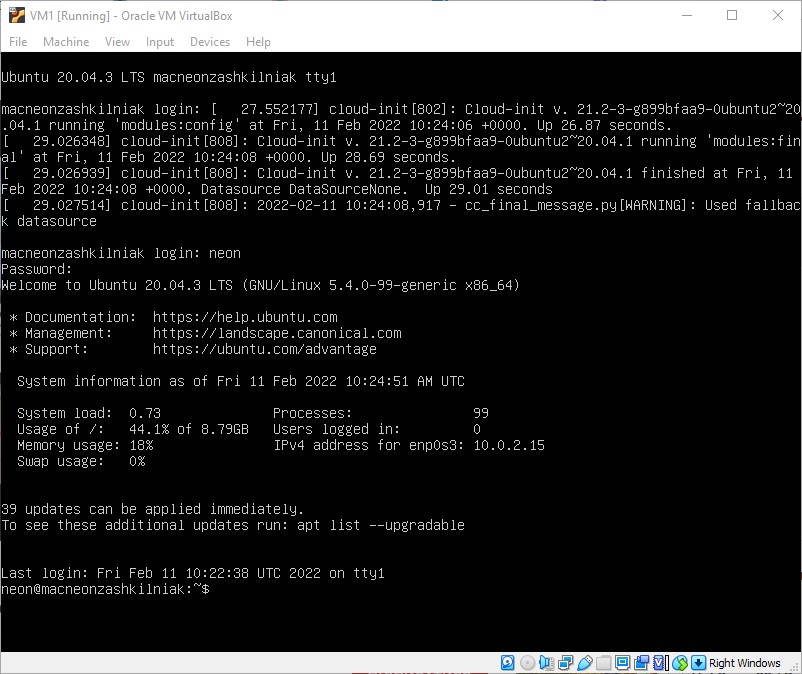 VM1 [Running] - Oracle VM VirtualBox
File Machine View Input Devices Help
Ubuntu 20.04.3 LTS macneonzashkilniak tty1
macneonzashkilniak login: [   27.552177] cloud-init[802]: Cloud-init v. 21.2-3-g899bfaa9-0ubuntu2~20
.04.1 running 'modules:config' at Fri, 11 Feb 2022 10:24:06 +0000. Up 26.87 seconds.
[   29.026348] cloud-init[808]: Cloud-init v. 21.2-3-g899bfaa9-0ubuntu2~20.04.1 running 'modules:fin
al' at Fri, 11 Feb 2022 10:24:08 +0000. Up 28.69 seconds.
[   29.026939] cloud-init[808]: Cloud-init v. 21.2-3-g899bfaa9-0ubuntu2~20.04.1 finished at Fri, 11
Feb 2022 10:24:08 +0000. Datasource DataSourceNone.  Up 29.01 seconds
[   29.027514] cloud-init[808]: 2022-02-11 10:24:08,917 - cc_final_message.py[WARNING]: Used fallbac
k datasource
macneonzashkilniak login: neon
Password:
Welcome to Ubuntu 20.04.3 LTS (GNU/Linux 5.4.0-99-generic x86_64)
 * Documentation:  https://help.ubuntu.com
 * Management:     https://landscape.canonical.com
 * Support:        https://ubuntu.com/advantage
  System information as of Fri 11 Feb 2022 10:24:51 AM UTC
  System load:  0.73              Processes:               99
  Usage of /:   44.1% of 8.79GB   Users logged in:         0
  Memory usage: 18%               IPv4 address for enp0s3: 10.0.2.15
  Swap usage:   0%
39 updates can be applied immediately.
To see these additional updates run: apt list --upgradable
Last login: Fri Feb 11 10:22:38 UTC 2022 on tty1
neon@macneonzashkilniak:~$
Right Windows